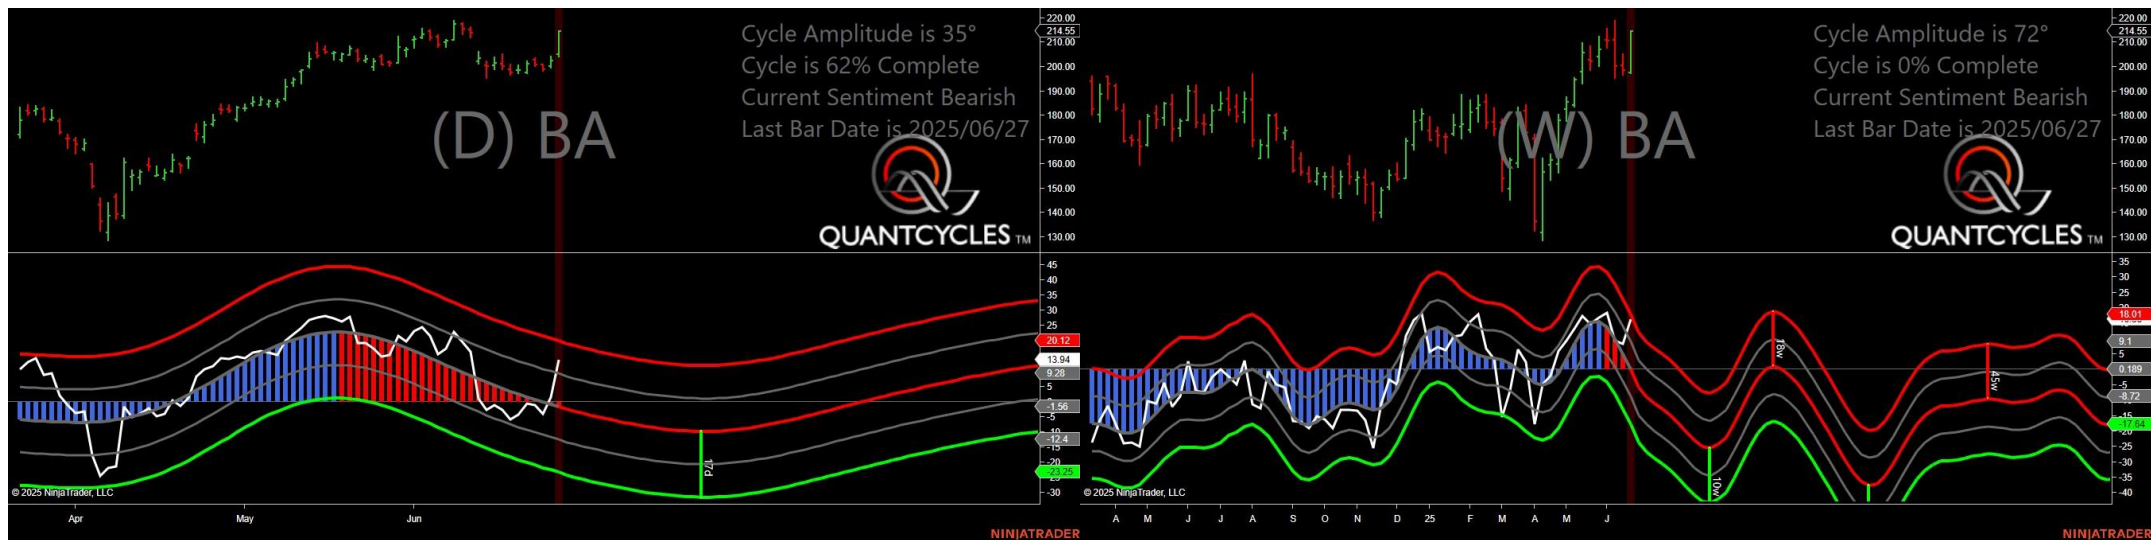 Cycle Amplitude is 35°
Cycle is 62% Complete
Current Sentiment Bearish
Last Bar Date is 2025/06/27
(D) BA
QUANTCYCLES TM
220.00
214.55
210.00
200.00
190.00
180.00
170.00
160.00
150.00
140.00
130.00
45
40
35
30
25
20.12
13.94
9.28
5
-1.56
-10
-12.4
-20
-23.25
-30
17d
© 2025 NinjaTrader, LLC
Apr
May
Jun
NINJATRADER
Cycle Amplitude is 72°
Cycle is 0% Complete
Current Sentiment Bearish
Last Bar Date is 2025/06/27
(W) BA
QUANTCYCLES TM
220.00
214.55
210.00
200.00
190.00
180.00
170.00
160.00
150.00
140.00
130.00
35
30
25
18.01
9.1
5
0.189
-5
-8.72
-15
-17.64
-25
-30
-35
-40
10w
18w
45w
© 2025 NinjaTrader, LLC
A M J J A S O N D 25 F M A M J
NINJATRADER